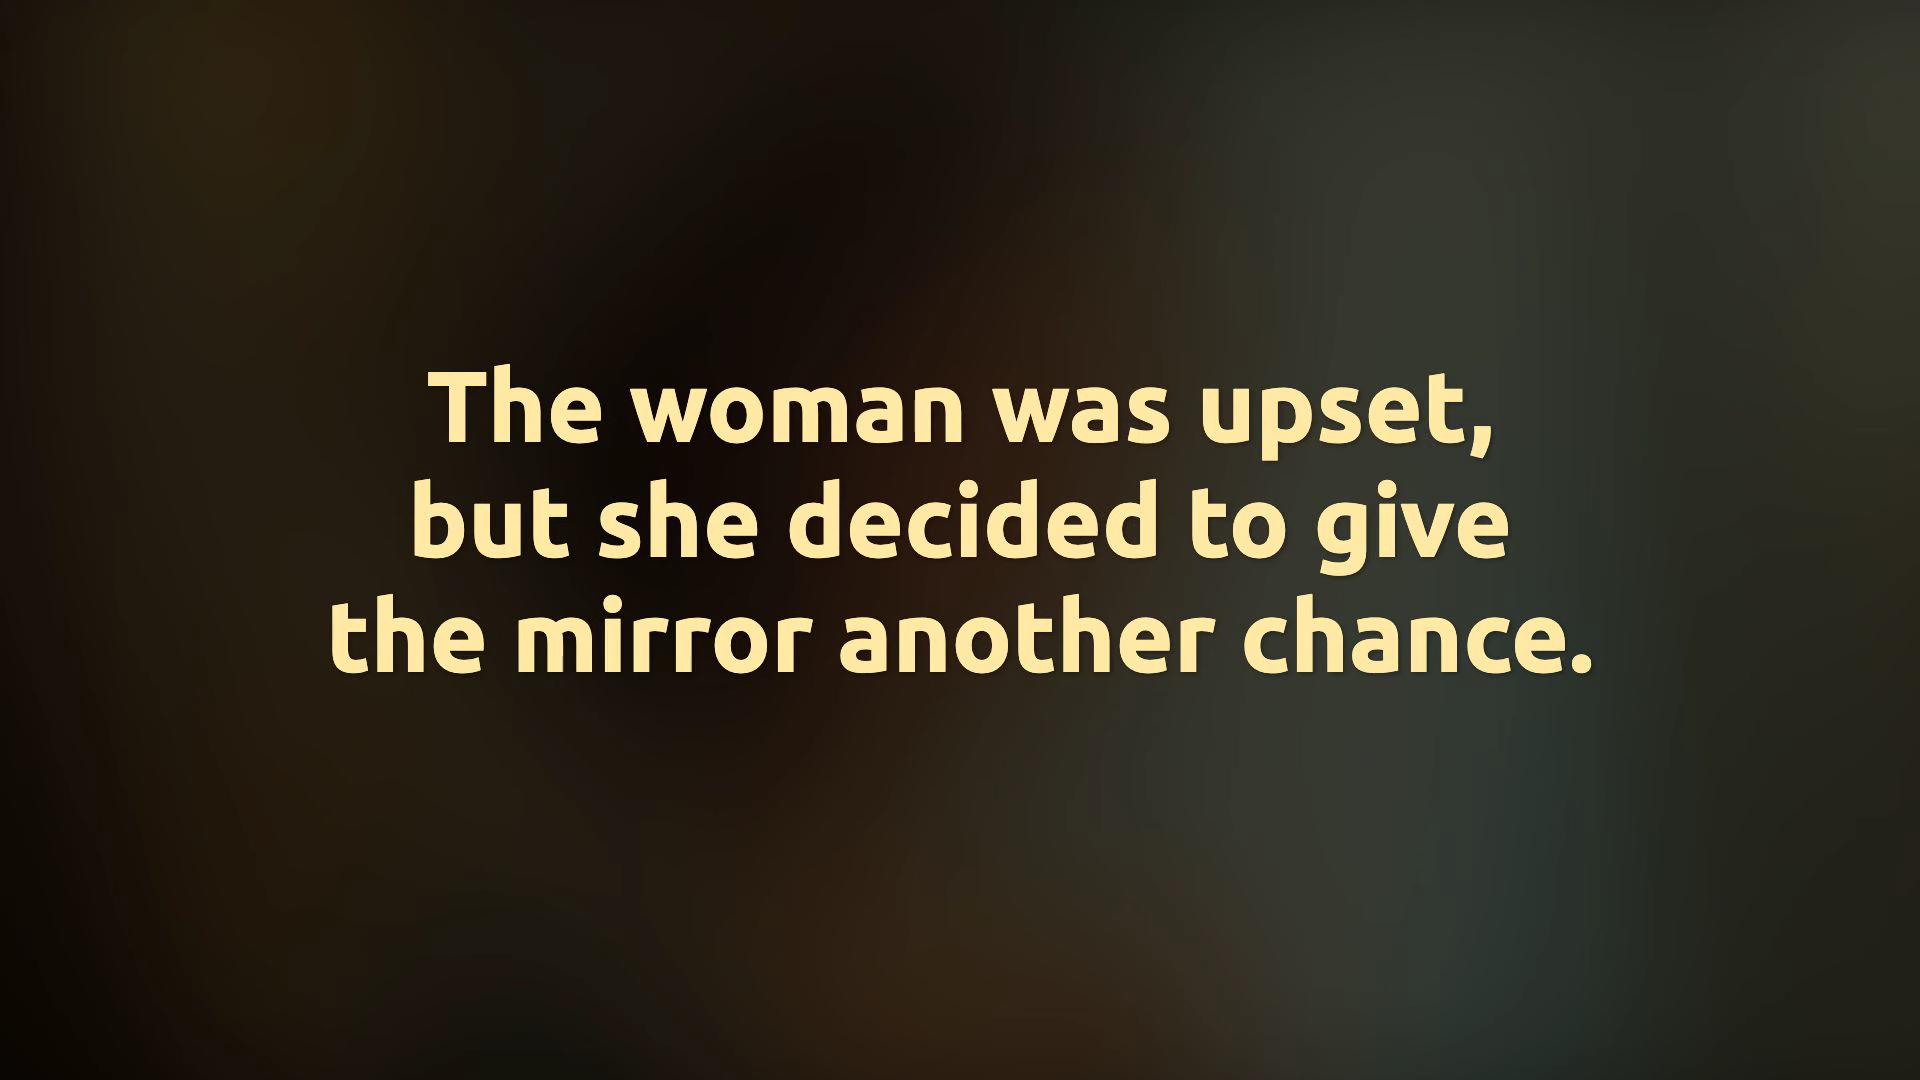 The woman was upset,
but she decided to give
the mirror another chance.